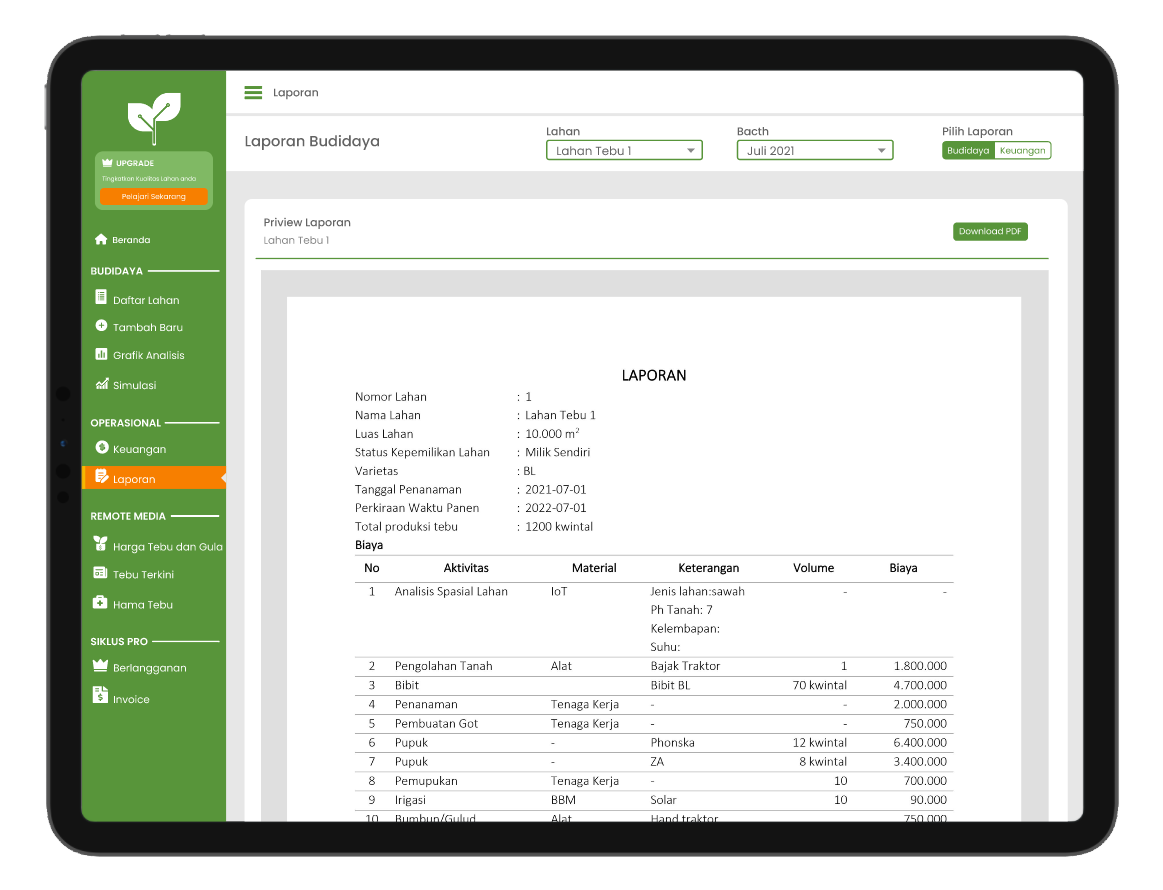 Laporan
Laporan Budidaya
Lahan
Lahan Tebu 1
Bacth
Juli 2021
Pilih Laporan
Budidaya Keuangan
UPGRADE
Tingkatkan Kualitas Lahan anda
Pelajari Sekarang
Beranda
BUDIDAYA
Daftar Lahan
Tambah Baru
Grafik Analisis
Simulasi
OPERASIONAL
Keuangan
Laporan
REMOTE MEDIA
Harga Tebu dan Gula
Tebu Terkini
Hama Tebu
SIKLUS PRO
Berlangganan
Invoice
Priview Laporan
Lahan Tebu 1
Download PDF
LAPORAN
Nomor Lahan : 1
Nama Lahan : Lahan Tebu 1
Luas Lahan : 10.000 m²
Status Kepemilikan Lahan : Milik Sendiri
Varietas : BL
Tanggal Penanaman : 2021-07-01
Perkiraan Waktu Panen : 2022-07-01
Total produksi tebu : 1200 kwintal
Biaya
No Aktivitas Material Keterangan Volume Biaya
1 Analisis Spasial Lahan IoT Jenis lahan:sawah - -
Ph Tanah: 7
Kelembapan:
Suhu:
2 Pengolahan Tanah Alat Bajak Traktor 1 1.800.000
3 Bibit Bibit BL 70 kwintal 4.700.000
4 Penanaman Tenaga Kerja - - 2.000.000
5 Pembuatan Got Tenaga Kerja - - 750.000
6 Pupuk - Phonska 12 kwintal 6.400.000
7 Pupuk - ZA 8 kwintal 3.400.000
8 Pemupukan Tenaga Kerja - 10 700.000
9 Irigasi BBM Solar 10 90.000
10 Bumbun/Gulud Alat Hand traktor 750.000